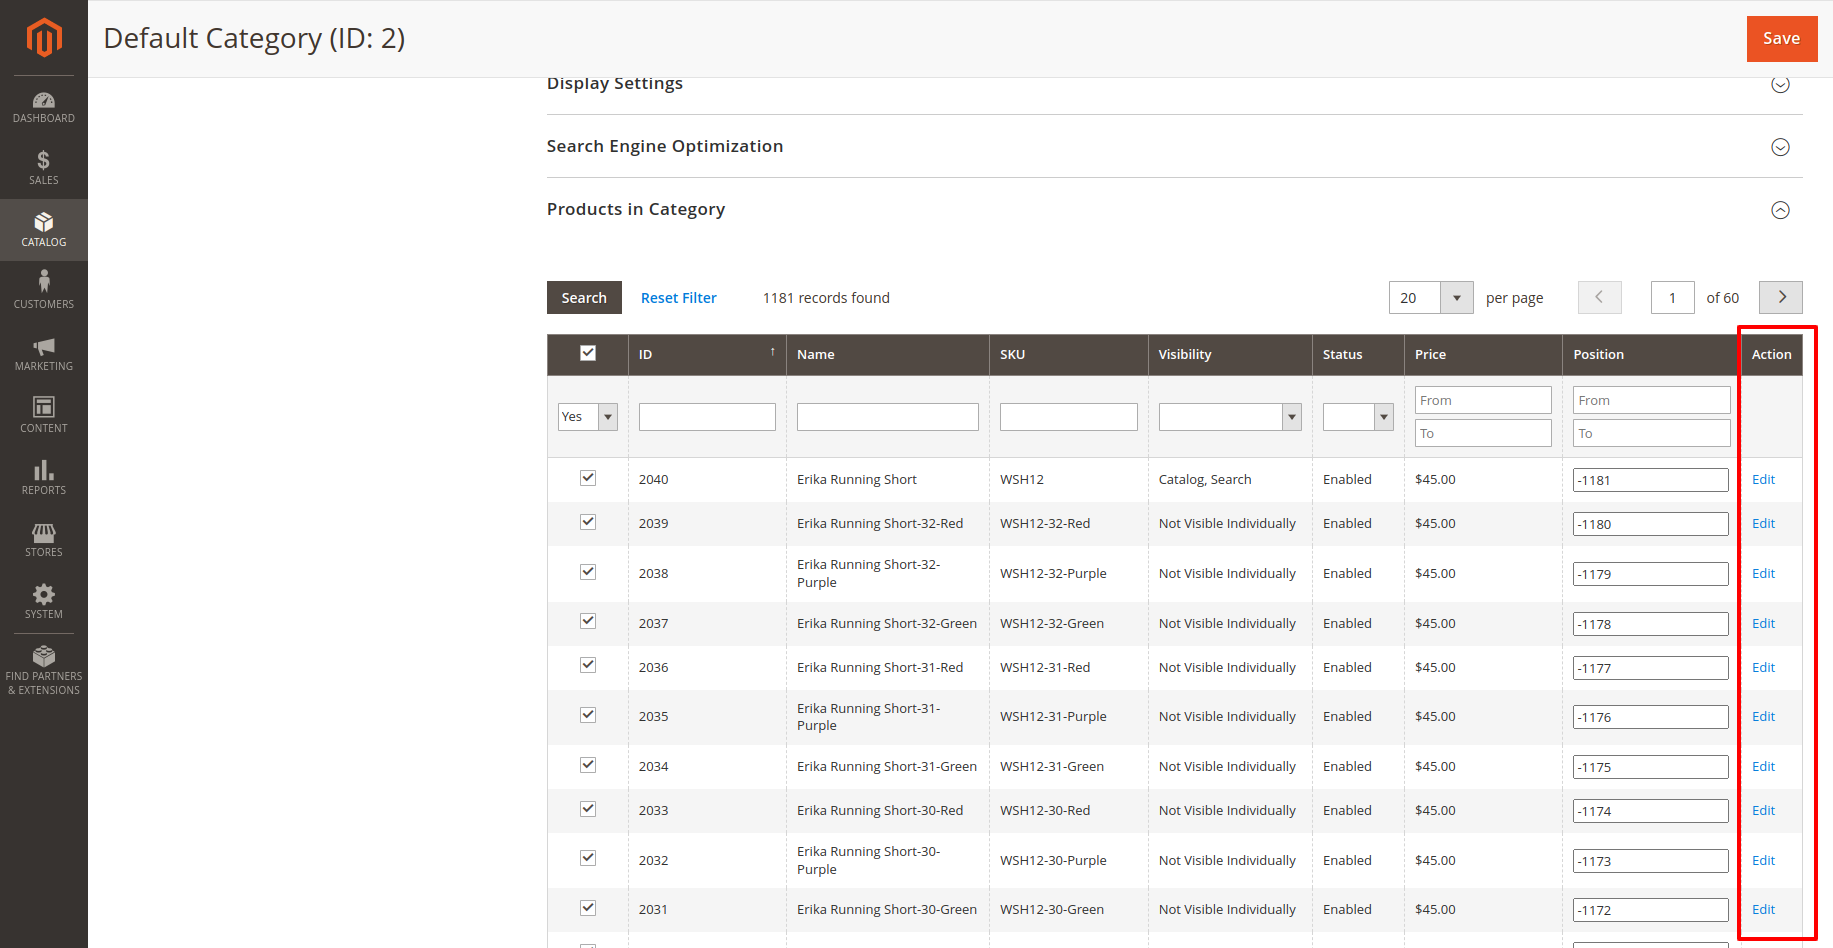 Default Category (ID: 2)
Save
DASHBOARD
SALES
CATALOG
CUSTOMERS
MARKETING
CONTENT
REPORTS
STORES
SYSTEM
FIND PARTNERS
& EXTENSIONS
Display Settings
Search Engine Optimization
Products in Category
Search Reset Filter 1181 records found 20 per page 1 of 60
ID ↑ Name SKU Visibility Status Price Position Action
Yes From From
To To
2040 Erika Running Short WSH12 Catalog, Search Enabled $45.00 -1181 Edit
2039 Erika Running Short-32-Red WSH12-32-Red Not Visible Individually Enabled $45.00 -1180 Edit
2038 Erika Running Short-32-
Purple WSH12-32-Purple Not Visible Individually Enabled $45.00 -1179 Edit
2037 Erika Running Short-32-Green WSH12-32-Green Not Visible Individually Enabled $45.00 -1178 Edit
2036 Erika Running Short-31-Red WSH12-31-Red Not Visible Individually Enabled $45.00 -1177 Edit
2035 Erika Running Short-31-
Purple WSH12-31-Purple Not Visible Individually Enabled $45.00 -1176 Edit
2034 Erika Running Short-31-Green WSH12-31-Green Not Visible Individually Enabled $45.00 -1175 Edit
2033 Erika Running Short-30-Red WSH12-30-Red Not Visible Individually Enabled $45.00 -1174 Edit
2032 Erika Running Short-30-
Purple WSH12-30-Purple Not Visible Individually Enabled $45.00 -1173 Edit
2031 Erika Running Short-30-Green WSH12-30-Green Not Visible Individually Enabled $45.00 -1172 Edit